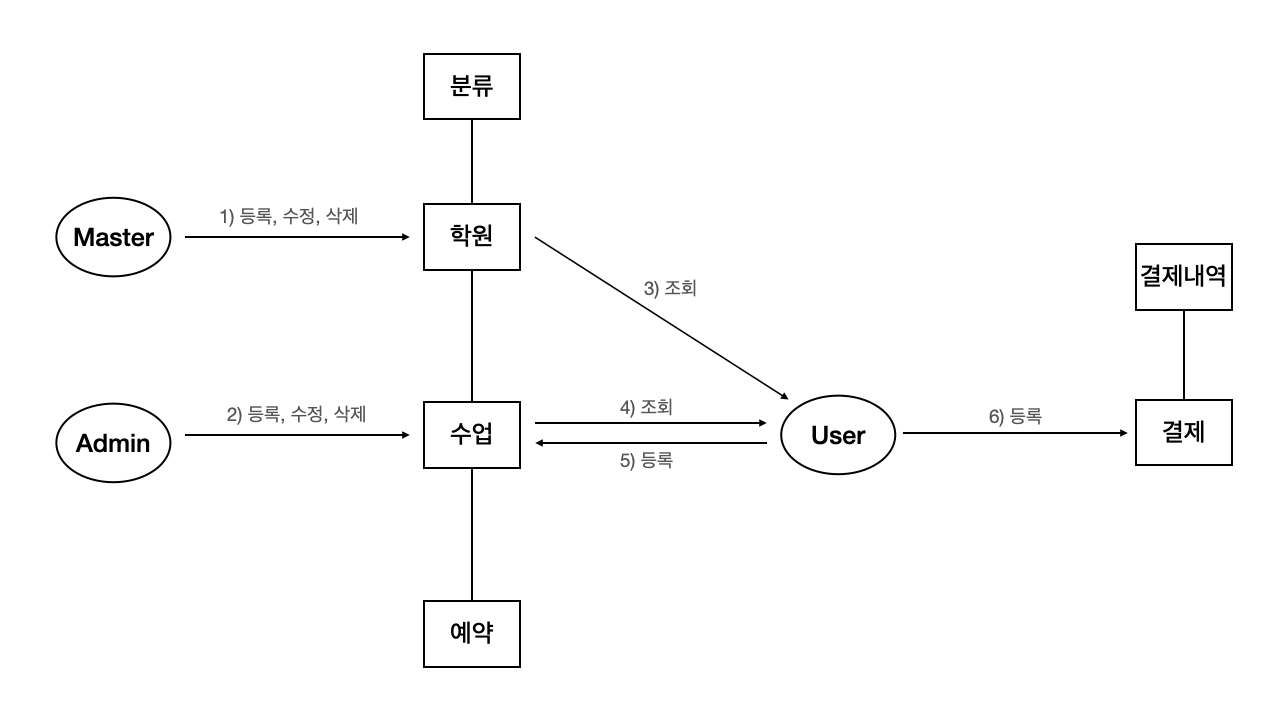 분류
Master
1) 등록, 수정, 삭제
학원
3) 조회
결제내역
Admin
2) 등록, 수정, 삭제
수업
4) 조회
5) 등록
User
6) 등록
결제
예약